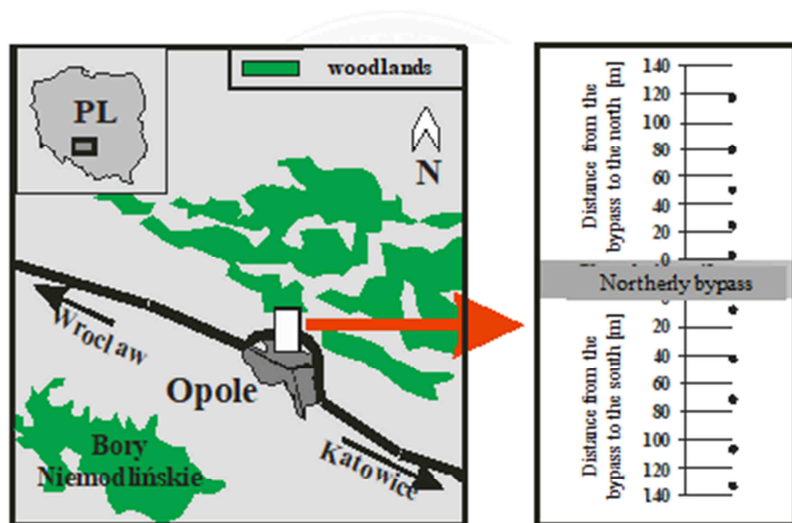 woodlands
PL
N
Wrocław
Opole
Bory
Niemodlińskie
Katowice
Distance from the
bypass to the north [m]
140
120
100
80
60
40
20
0
Northerly bypass
Distance from the
bypass to the south [m]
20
40
60
80
100
120
140